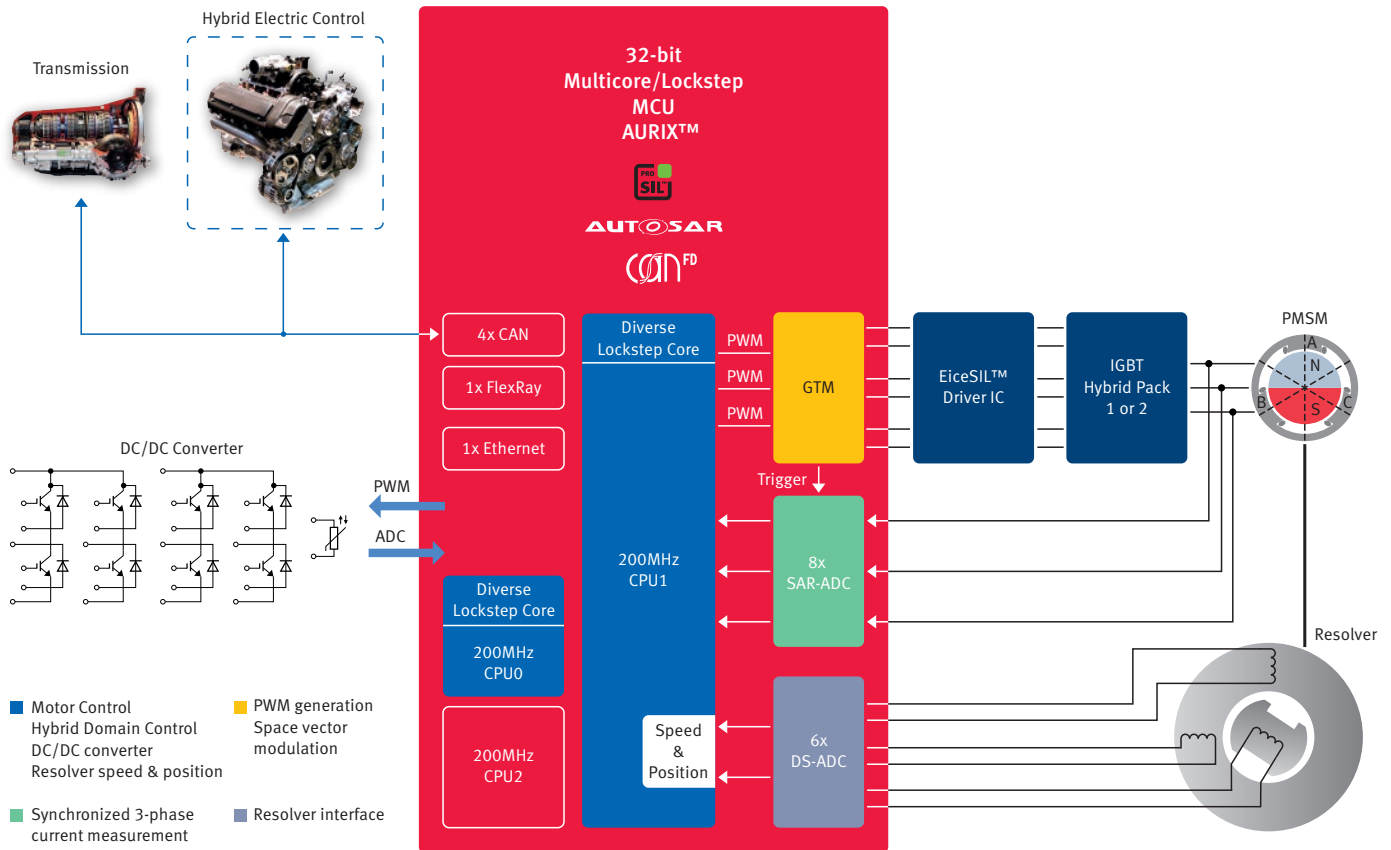 Hybrid Electric Control
Transmission
32-bit
Multicore/Lockstep
MCU
AURIX™
PRO
SIL™
AUTOSAR
CAN FD
4x CAN
1x FlexRay
1x Ethernet
Diverse
Lockstep Core
200MHz
CPU1
PWM
PWM
PWM
GTM
EiceSIL™
Driver IC
IGBT
Hybrid Pack
1 or 2
PMSM
A
N
B
S
C
Trigger
8x
SAR-ADC
DC/DC Converter
PWM
ADC
Diverse
Lockstep Core
200MHz
CPU0
200MHz
CPU2
Speed
&
Position
6x
DS-ADC
Resolver
Motor Control
Hybrid Domain Control
DC/DC converter
Resolver speed & position
PWM generation
Space vector
modulation
Synchronized 3-phase
current measurement
Resolver interface